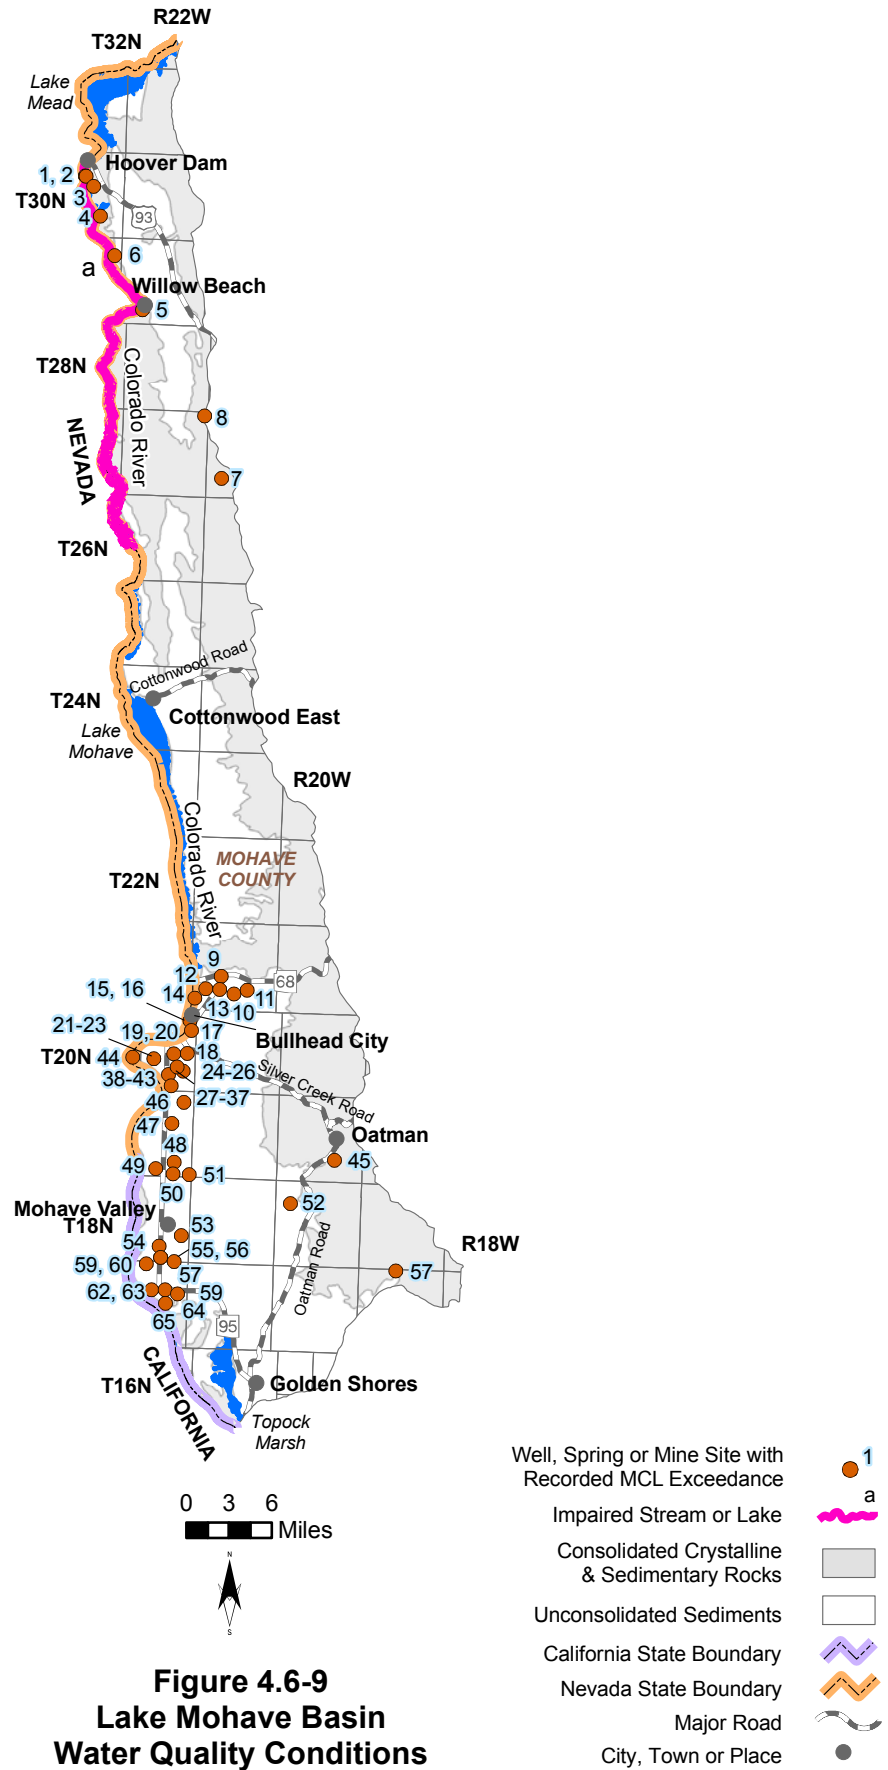 R22W
T32N
Lake
Mead
Hoover Dam
1, 2
3
T30N
4
93
6
a
Willow Beach
5
T28N
Colorado River
8
NEVADA
7
T26N
Cottonwood Road
T24N
Cottonwood East
Lake
Mohave
R20W
Colorado River
MOHAVE
COUNTY
T22N
9
12
68
15, 16
14
11
13
10
21-23
19, 20
17
Bullhead City
T20N
44
18
38-43
24-26
Silver Creek Road
46
27-37
47
Oatman
48
45
49
51
50
52
Mohave Valley
T18N
53
54
55, 56
R18W
59, 60
57
57
Oatman Road
62, 63
59
64
65
95
CALIFORNIA
T16N
Golden Shores
Topock
Marsh
Well, Spring or Mine Site with
Recorded MCL Exceedance
1
a
Impaired Stream or Lake
0 3 6
Miles
Consolidated Crystalline
& Sedimentary Rocks
N
S
Unconsolidated Sediments
California State Boundary
Nevada State Boundary
Major Road
City, Town or Place
Figure 4.6-9
Lake Mohave Basin
Water Quality Conditions